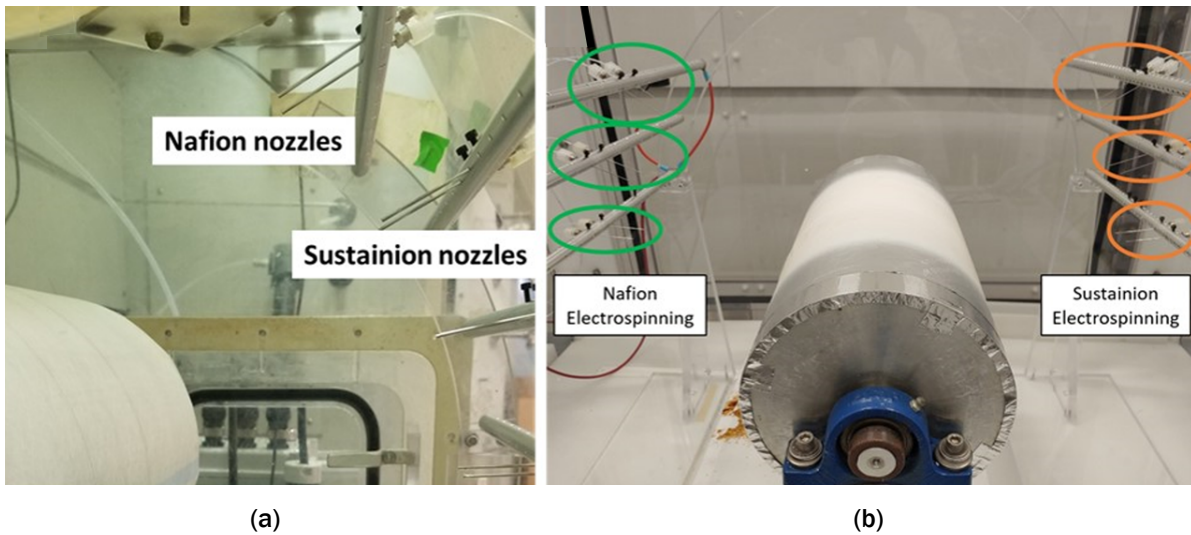 Nafion nozzles
Sustainion nozzles
Nafion
Electrospinning
Sustainion
Electrospinning
(a)
(b)